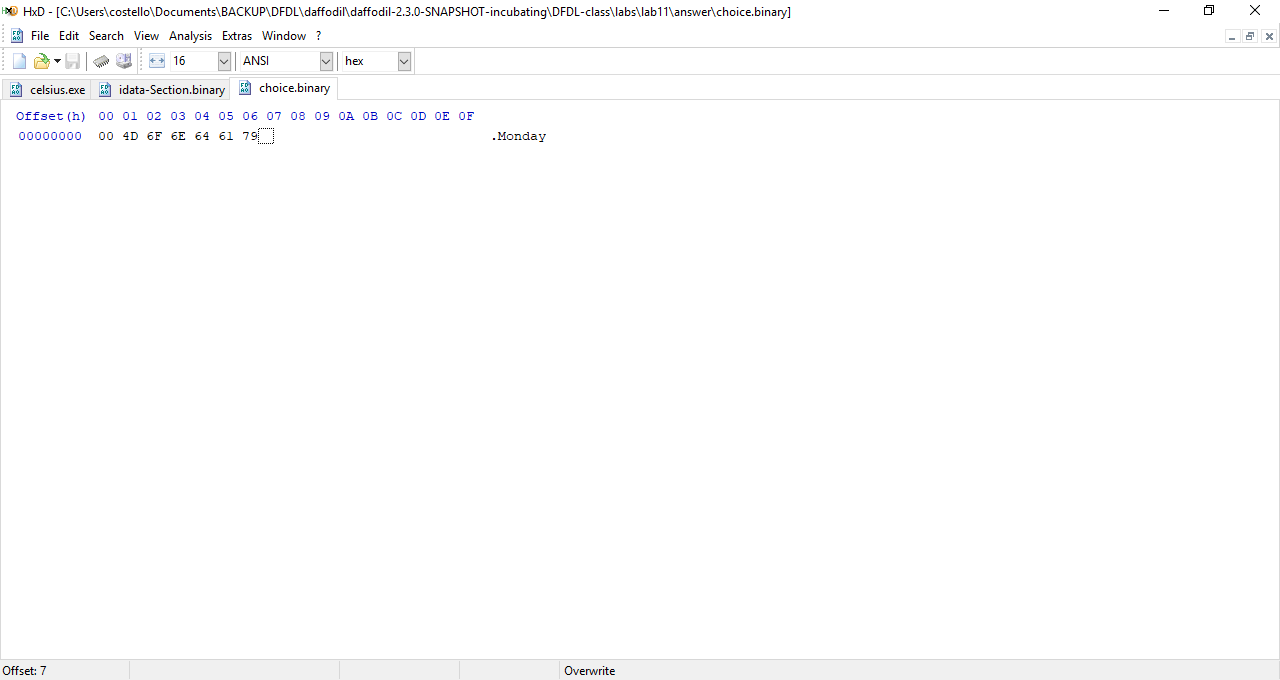 HxD - [C:\Users\costello\Documents\BACKUP\DFDL\daffodil\daffodil-2.3.0-SNAPSHOT-incubating\DFDL-class\labs\lab11\answer\choice.binary]
File Edit Search View Analysis Extras Window ?
16 ANSI hex
celsius.exe idata-Section.binary choice.binary
Offset(h) 00 01 02 03 04 05 06 07 08 09 0A 0B 0C 0D 0E 0F
00000000 00 4D 6F 6E 64 61 79 .Monday
Offset: 7 Overwrite